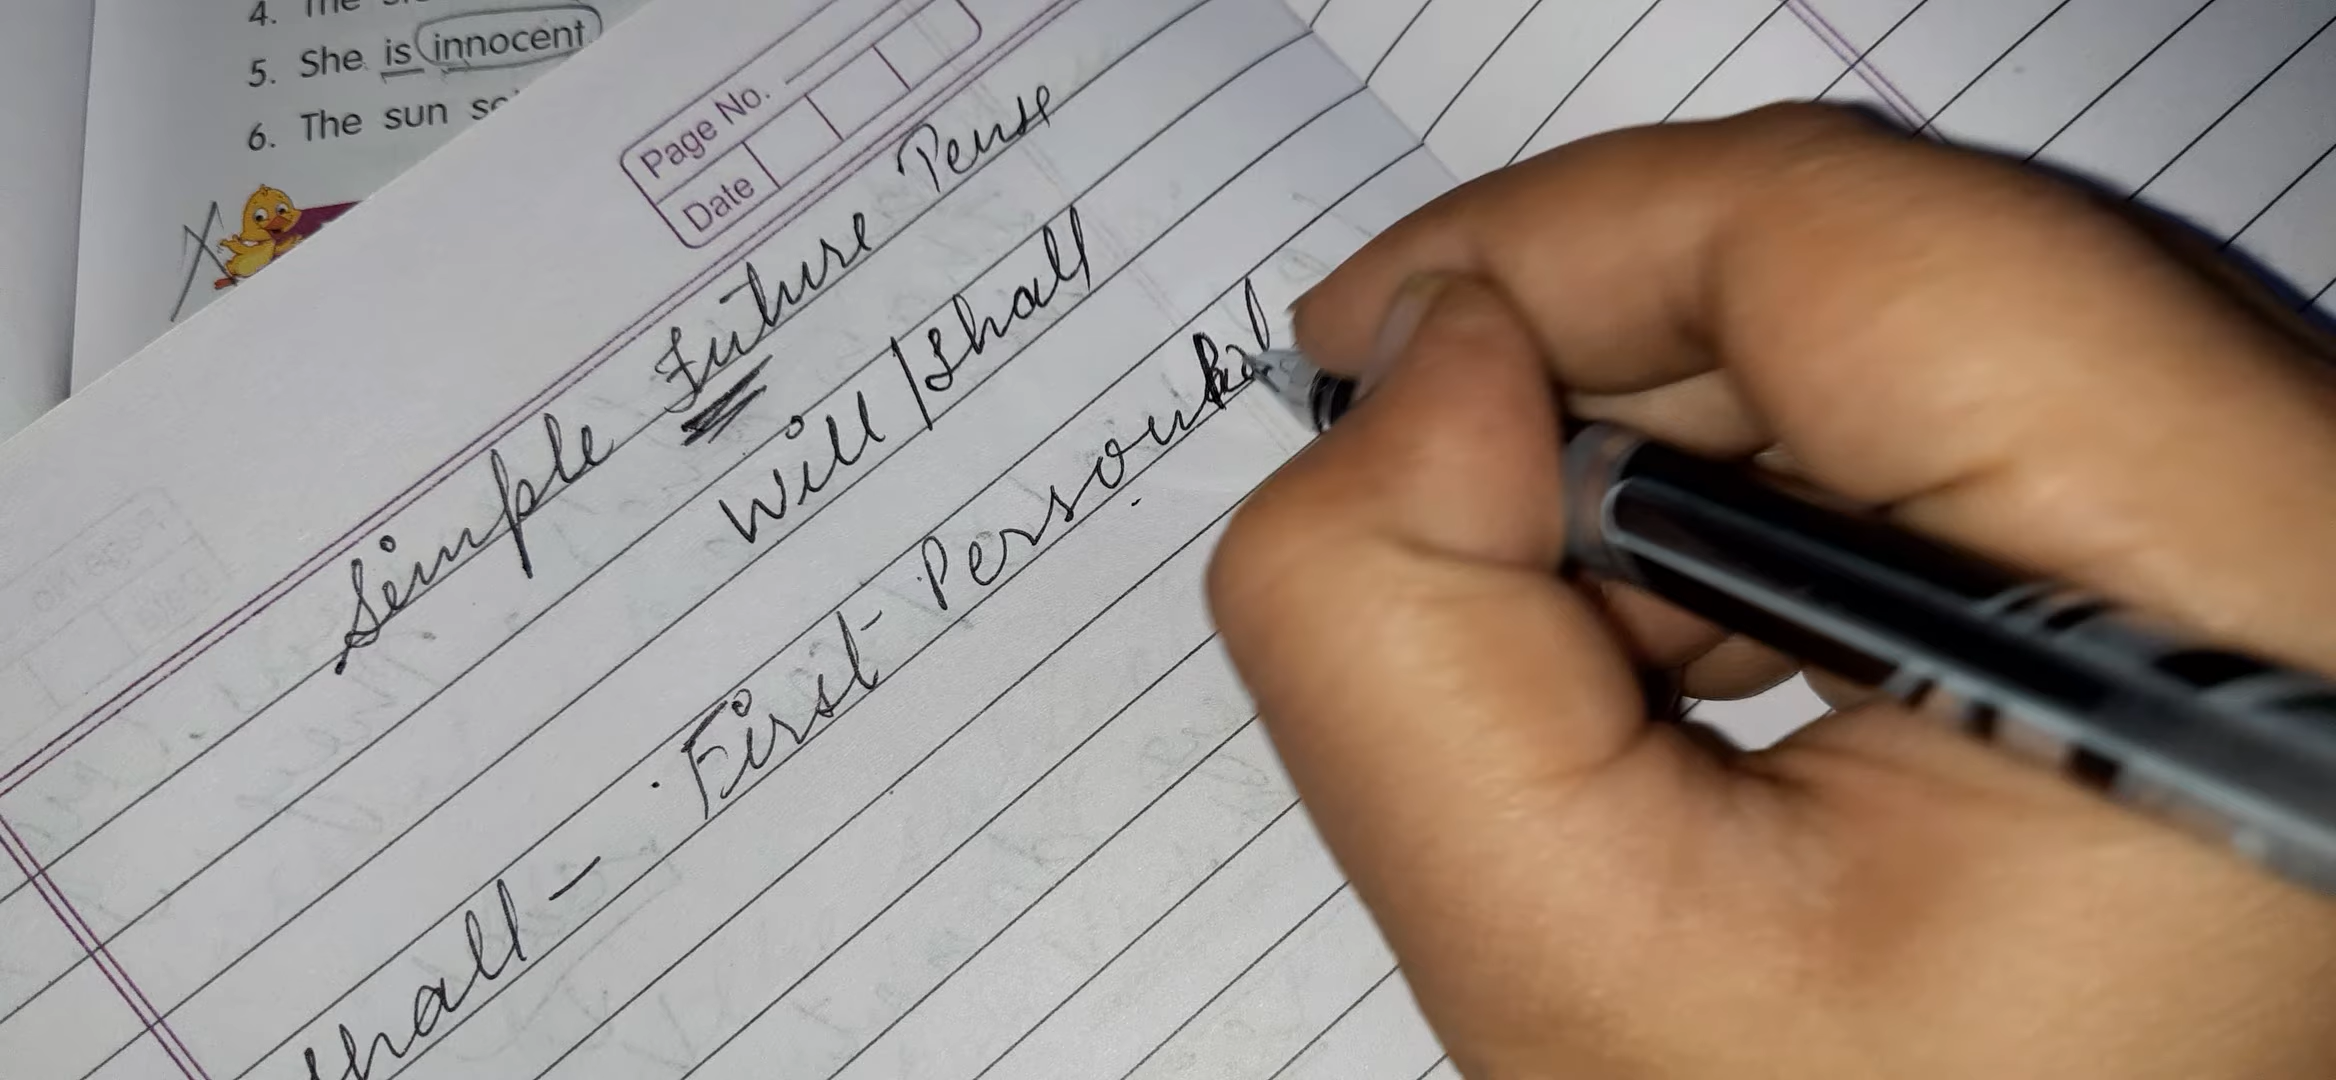 4. The
5. She is innocent
6. The sun
Page No.
Date
Simple Future Tense
Will / Shall
Shall - First - Person